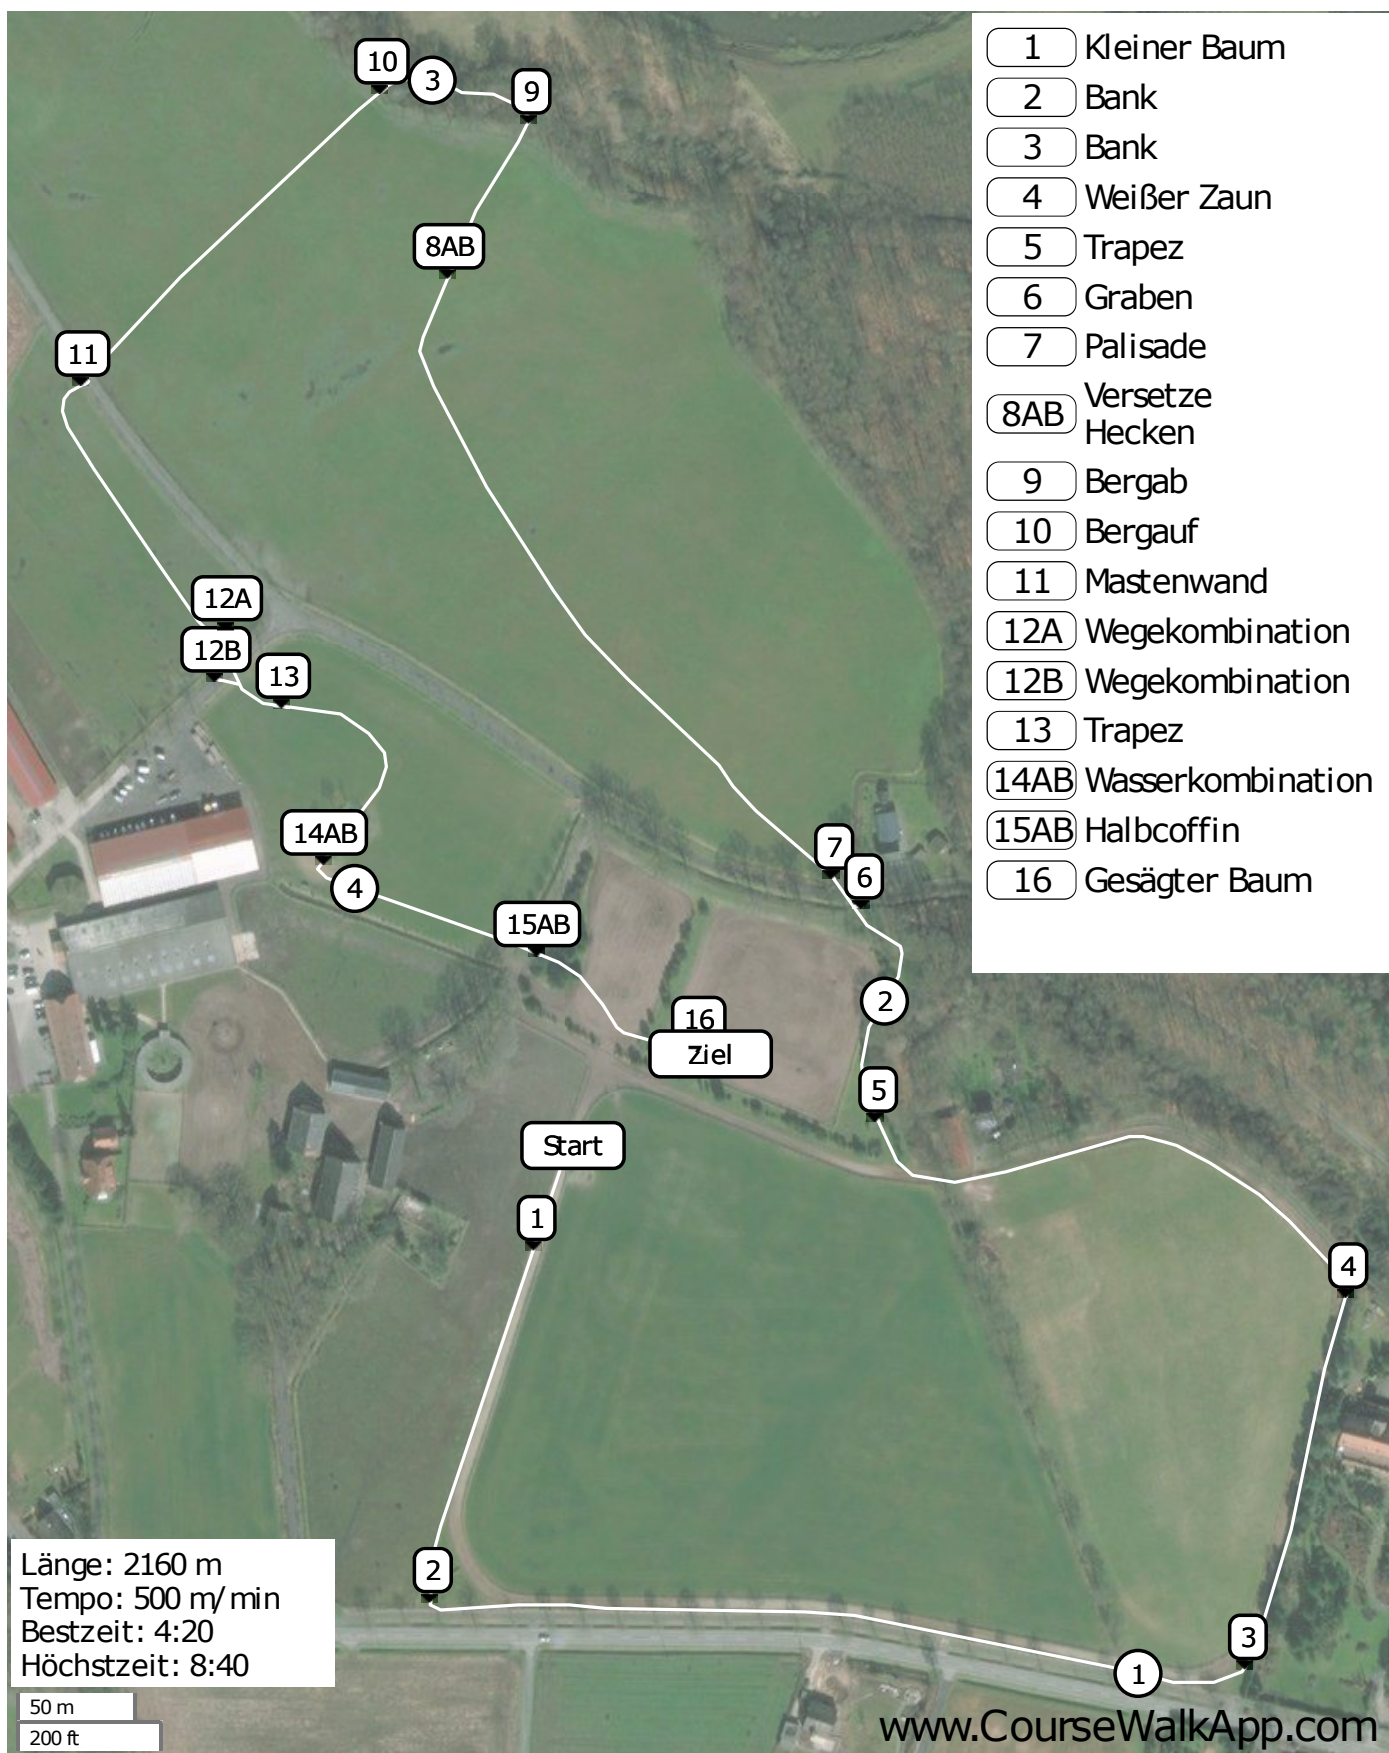 10
3
9
8AB
11
12A
12B
13
14AB
4
7
6
15AB
2
16
Ziel
5
Start
1
4
2
3
1
1 Kleiner Baum
2 Bank
3 Bank
4 Weißer Zaun
5 Trapez
6 Graben
7 Palisade
8AB Versetze
Hecken
9 Bergab
10 Bergauf
11 Mastenwand
12A Wegekombination
12B Wegekombination
13 Trapez
14AB Wasserkombination
15AB Halbcoffin
16 Gesägter Baum
Länge: 2160 m
Tempo: 500 m/min
Bestzeit: 4:20
Höchstzeit: 8:40
50 m
200 ft
www.CourseWalkApp.com